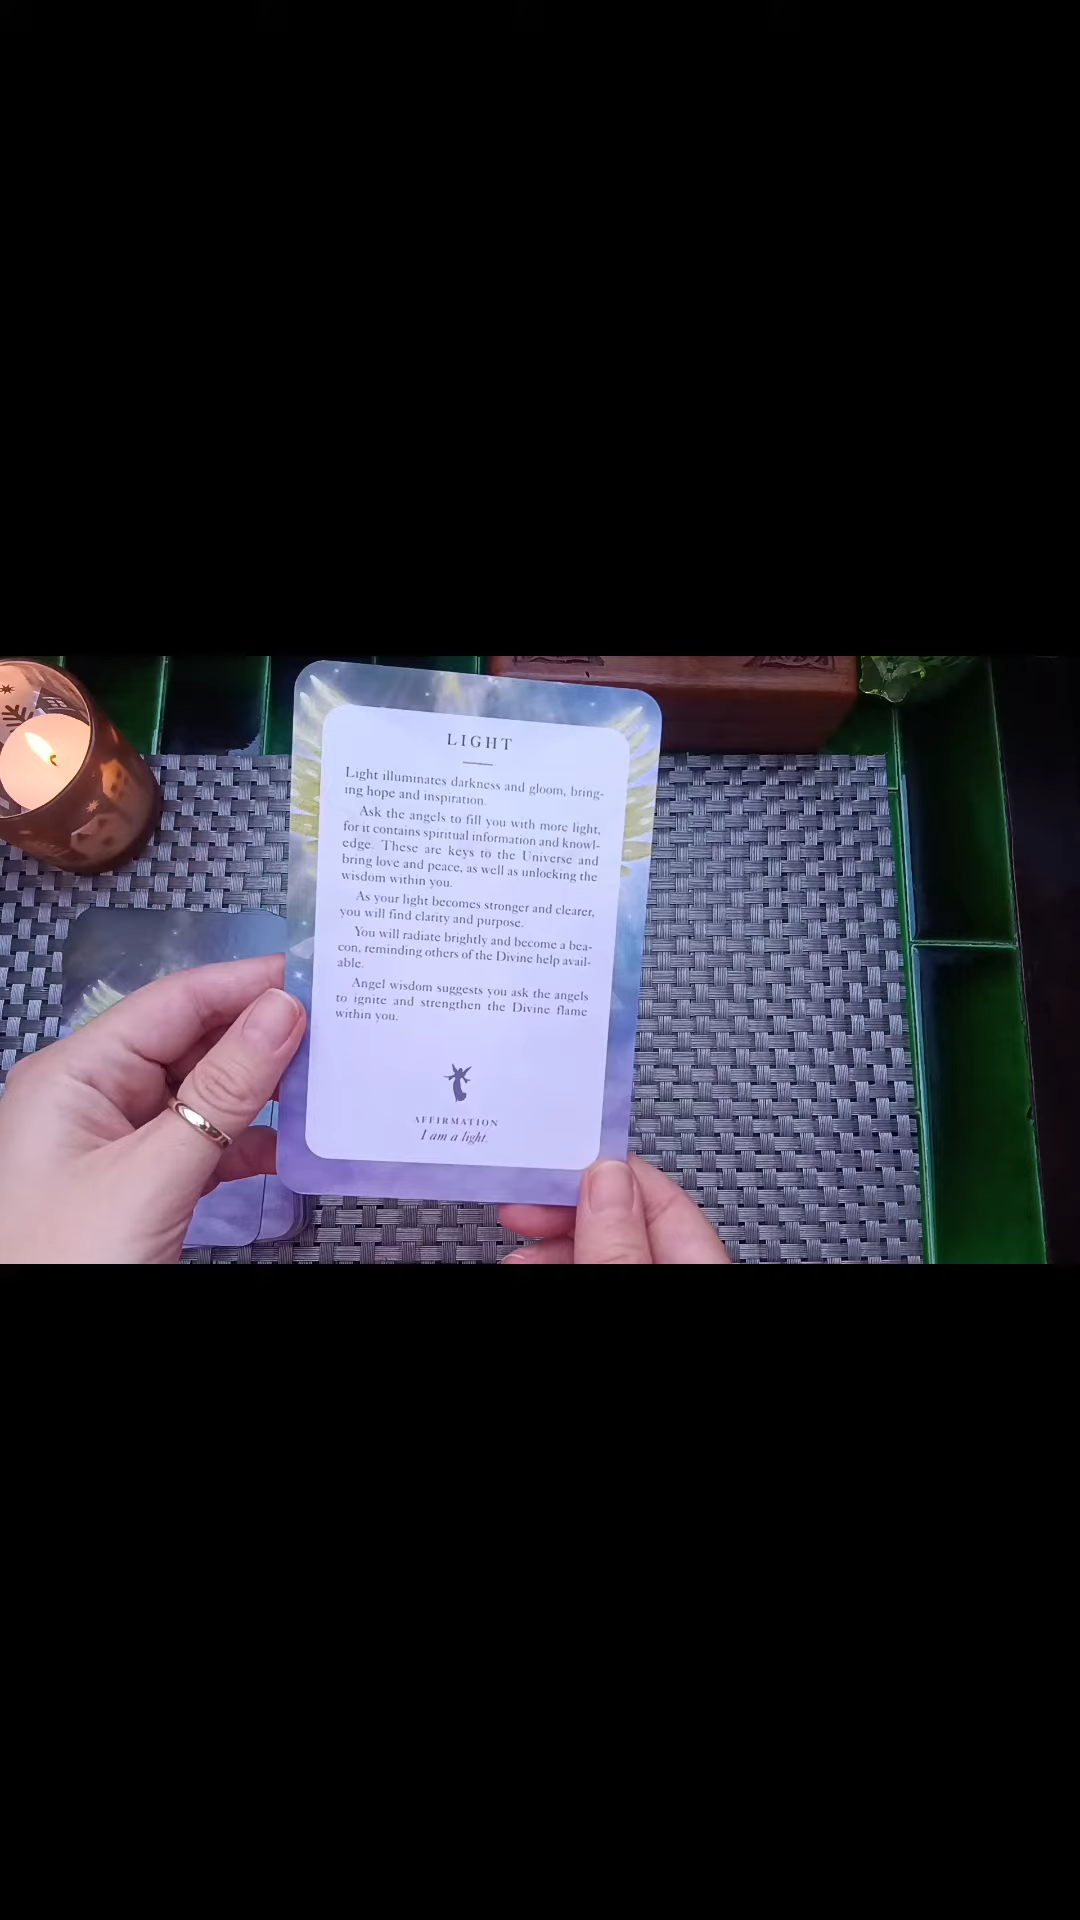 LIGHT
Light illuminates darkness and gloom, bring-
ing hope and inspiration.
Ask the angels to fill you with more light,
for it contains spiritual information and knowl-
edge. These are keys to the Universe and
bring love and peace, as well as unlocking the
wisdom within you.
As your light becomes stronger and clearer,
you will find clarity and purpose.
You will radiate brightly and become a bea-
con, reminding others of the Divine help avail-
able.
Angel wisdom suggests you ask the angels
to ignite and strengthen the Divine flame
within you.
AFFIRMATION
I am a light.